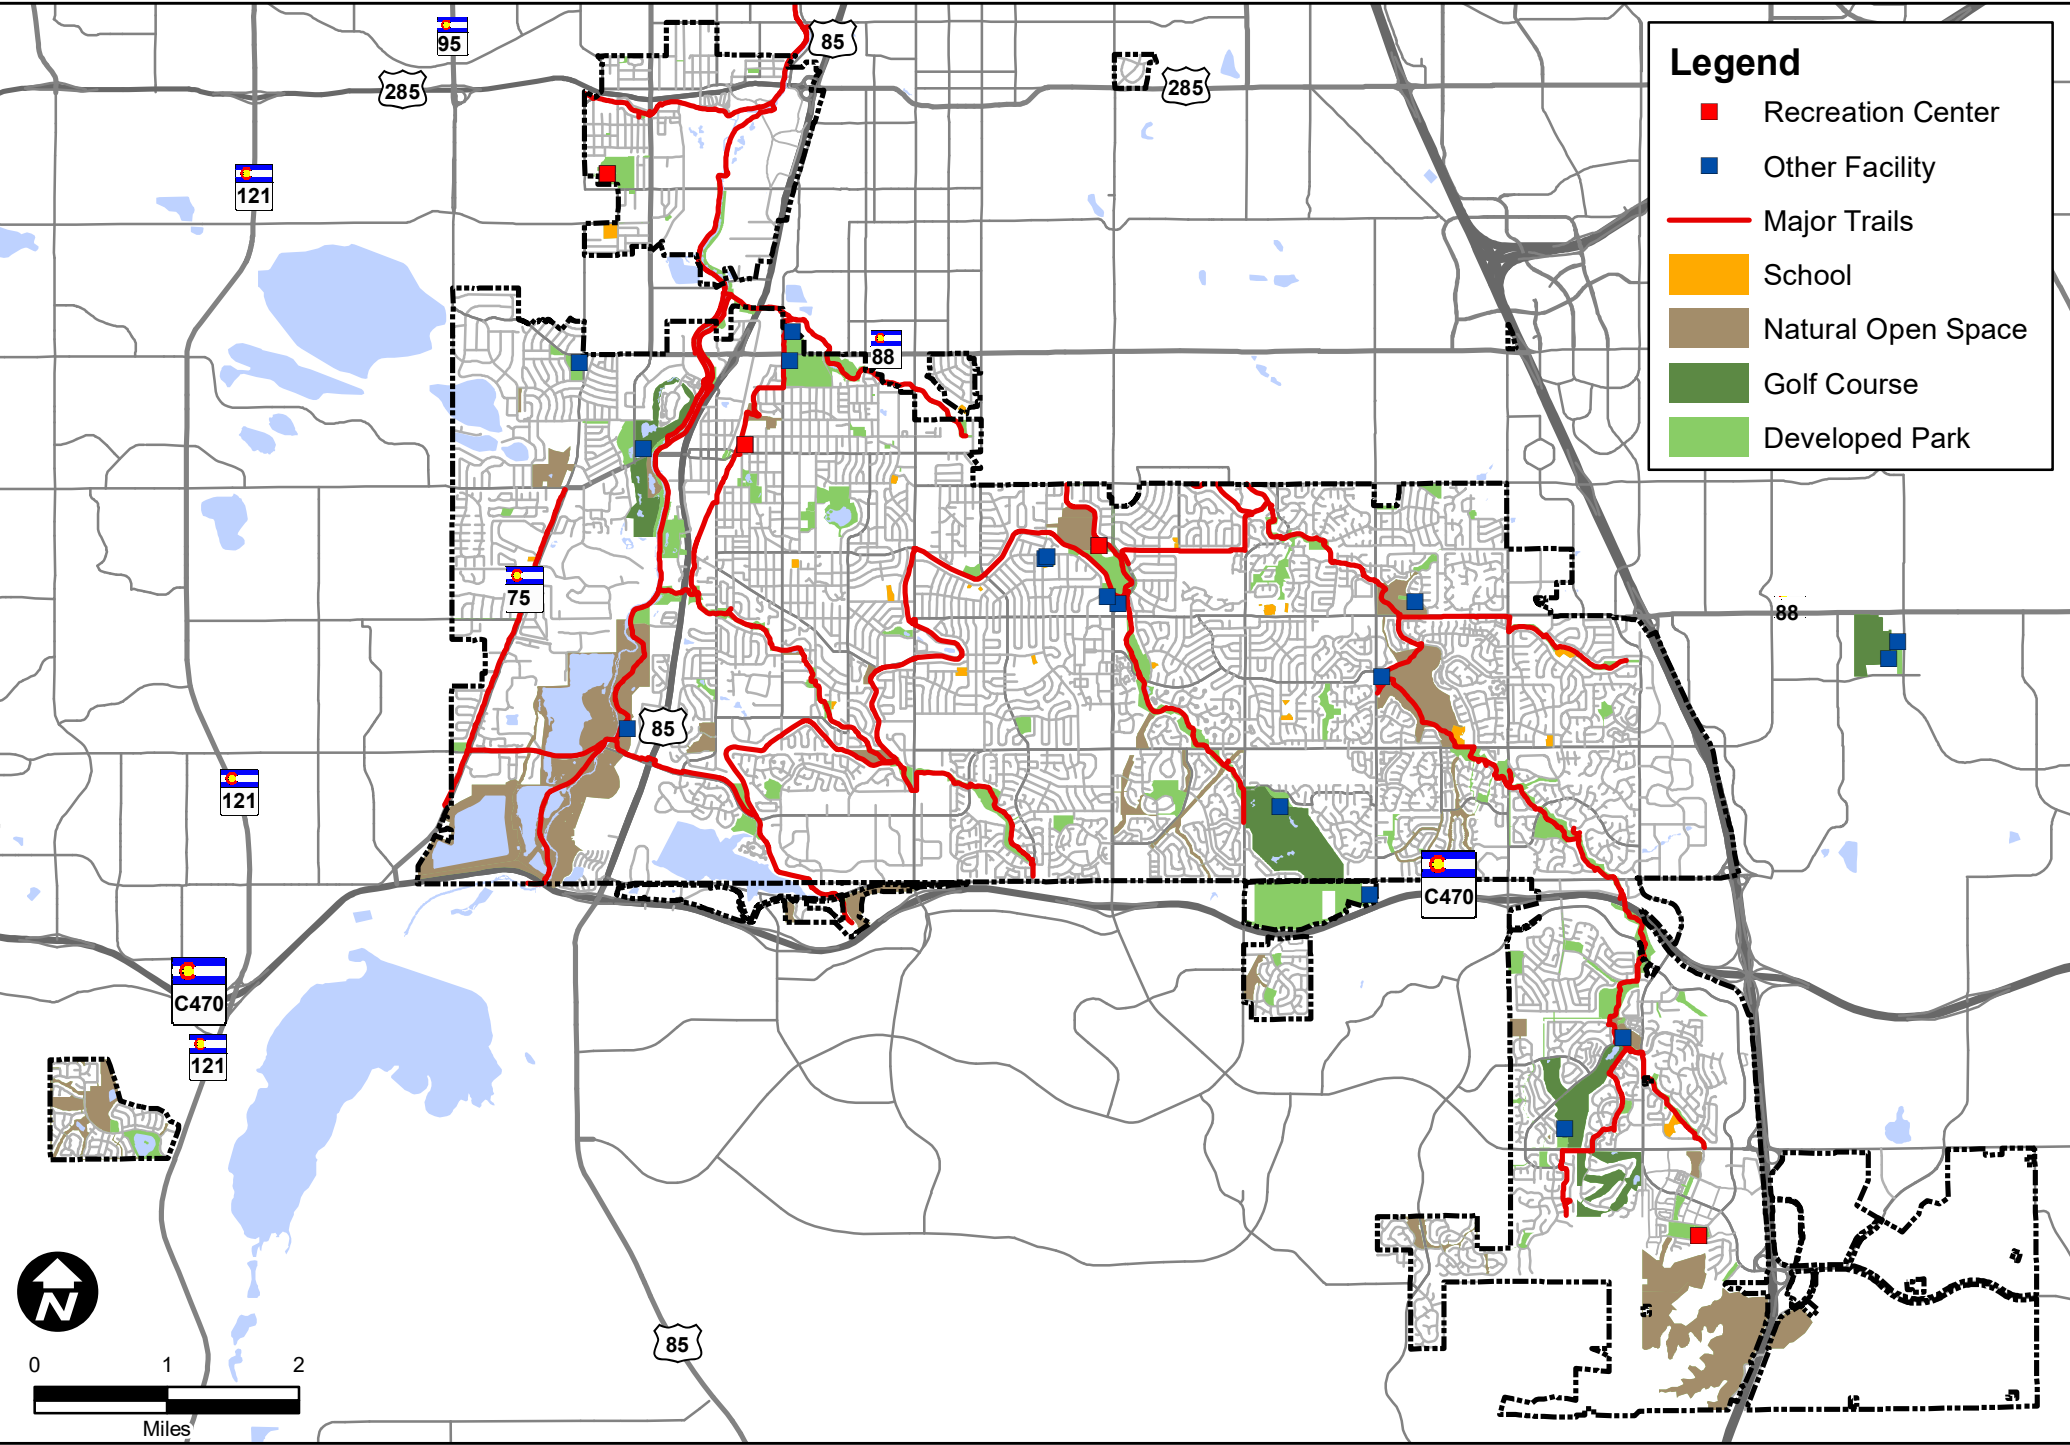 95
85
285
285
121
88
75
85
88
121
C470
C470
121
85
Legend
Recreation Center
Other Facility
Major Trails
School
Natural Open Space
Golf Course
Developed Park
N
0 1 2
Miles